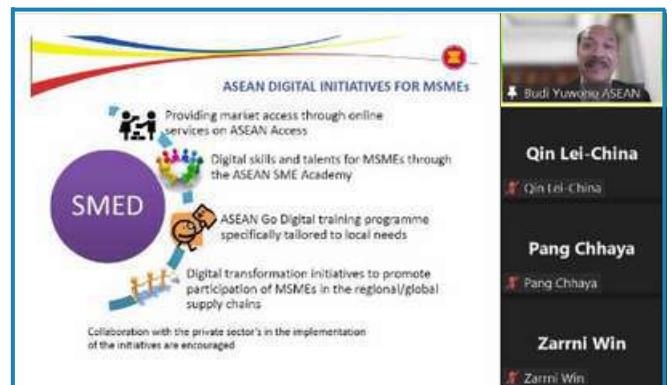 ASEAN DIGITAL INITIATIVES FOR MSMEs
Providing market access through online
services on ASEAN Access
Digital skills and talents for MSMEs through
the ASEAN SME Academy
SMED
ASEAN Go Digital training programme
specifically tailored to local needs
Digital transformation initiatives to promote
participation of MSMEs in the regional/global
supply chains
Collaboration with the private sector's in the implementation
of the initiatives are encouraged
Budi Yuwono ASEAN
Qin Lei-China
Qin Lei-China
Pang Chhaya
Pang Chhaya
Zarrni Win
Zarrni Win